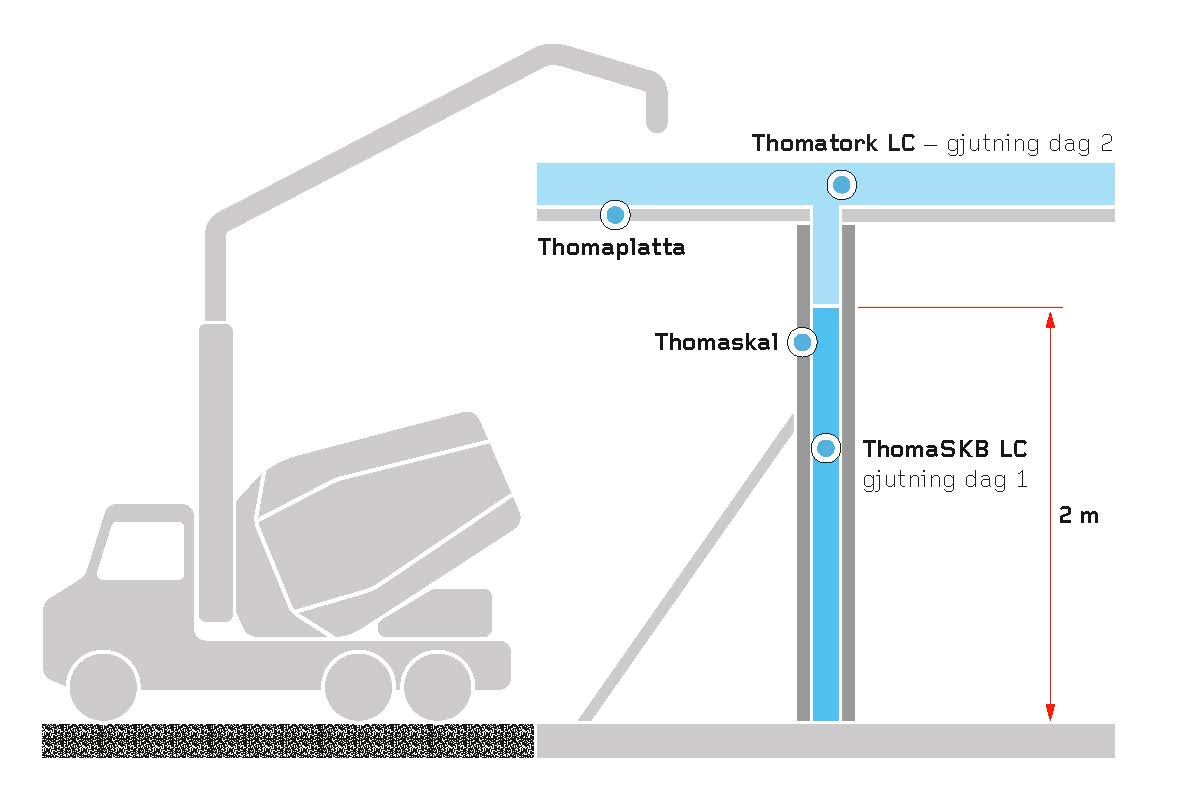 Thomatork LC – gjutning dag 2
Thomaplatta
Thomaskal
ThomaSKB LC
gjutning dag 1
2 m